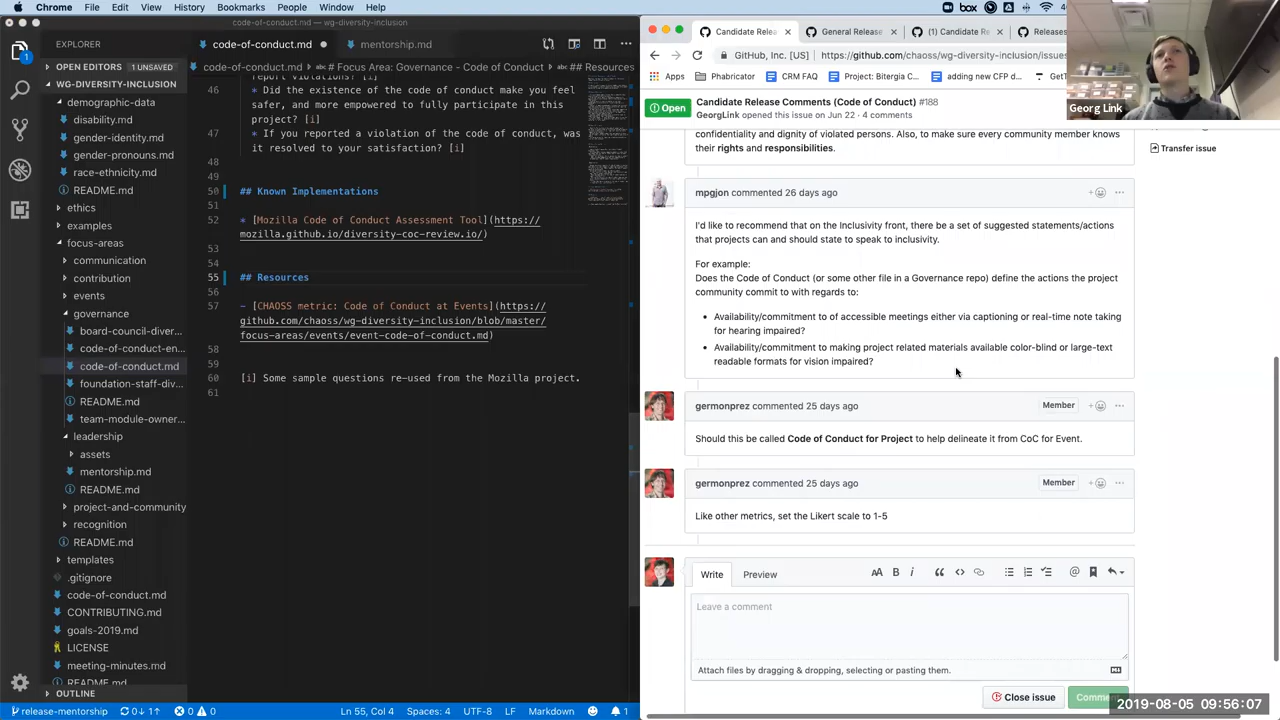 Chrome File Edit View History Bookmarks People Window Help
box
code-of-conduct.md — wg-diversity-inclusion
EXPLORER
OPEN EDITORS 1 UNSAVED
WG-DIVERSITY-INCLUSION
demographic-data
disability.md
gender-identity.md
gender-pronouns.md
race-ethnicity.md
README.md
ethics
examples
focus-areas
communication
contribution
events
governance
board-council-diver...
code-of-conduct-en...
code-of-conduct.md
foundation-staff-div...
README.md
team-module-owner...
leadership
assets
mentorship.md
README.md
project-and-community
recognition
README.md
templates
.gitignore
code-of-conduct.md
CONTRIBUTING.md
goals-2019.md
LICENSE
meeting-minutes.md
README.md
OUTLINE
code-of-conduct.md mentorship.md
code-of-conduct.md › # Focus Area: Governance - Code of Conduct › ## Resources
report violations? [i]
46 * Did the existence of the code of conduct make you feel
safe, and more empowered to fully participate in this
project? [i]
47 * If you reported a violation of the code of conduct, was
it resolved to your satisfaction? [i]
48
49
50 ## Known Implementations
51
52 * [Mozilla Code of Conduct Assessment Tool](https://
mozilla.github.io/diversity-coc-review.io/)
53
54
55 ## Resources
56
57 - [CHAOSS metric: Code of Conduct at Events](https://
github.com/chaoss/wg-diversity-inclusion/blob/master/
focus-areas/events/event-code-of-conduct.md)
58
59
60 [i] Some sample questions re-used from the Mozilla project.
61
release-mentorship 0↓ 1↑ 0 0 Ln 55, Col 4 Spaces: 4 UTF-8 LF Markdown 1
Candidate Rele General Release (1) Candidate R Releases
GitHub, Inc. [US] https://github.com/chaoss/wg-diversity-inclusion/issues
Apps Phabricator CRM FAQ Project: Bitergia C... adding new CFP d...
Georg Link
Open
Candidate Release Comments (Code of Conduct) #188
GeorgLink opened this issue on Jun 22 · 4 comments
confidentiality and dignity of violated persons. Also, to make sure every community member knows
their rights and responsibilities.
Transfer issue
mpgjon commented 26 days ago
I'd like to recommend that on the Inclusivity front, there be a set of suggested statements/actions
that projects can and should state to speak to inclusivity.
For example:
Does the Code of Conduct (or some other file in a Governance repo) define the actions the project
community commit to with regards to:
• Availability/commitment to of accessible meetings either via captioning or real-time note taking
for hearing impaired?
• Availability/commitment to making project related materials available color-blind or large-text
readable formats for vision impaired?
germonprez commented 25 days ago Member
Should this be called Code of Conduct for Project to help delineate it from CoC for Event.
germonprez commented 25 days ago Member
Like other metrics, set the Likert scale to 1-5
Write Preview
Leave a comment
Attach files by dragging & dropping, selecting or pasting them.
Close issue
2019-08-05 09:56:07